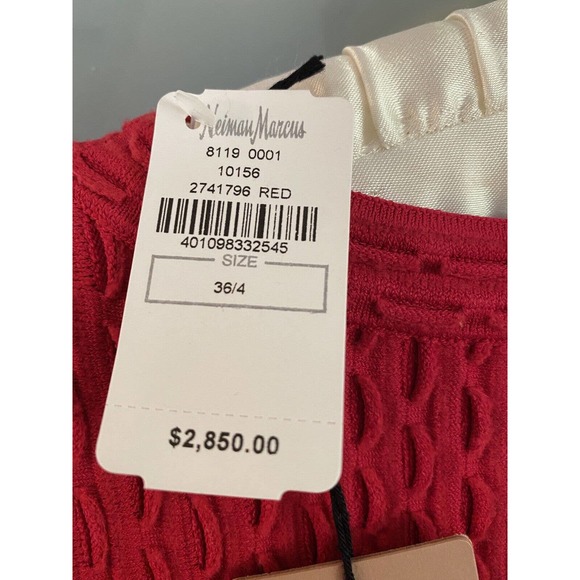 Neiman Marcus
8119 0001
10156
2741796 RED
401098332545
SIZE
36/4
$2,850.00